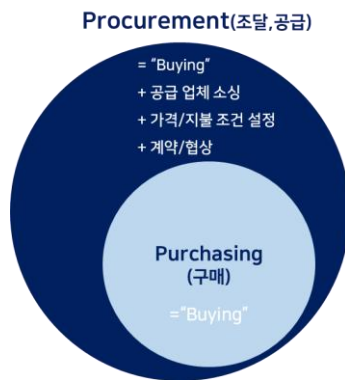 Procurement(조달,공급)
= "Buying"
+ 공급 업체 소싱
+ 가격/지불 조건 설정
+ 계약/협상
Purchasing
(구매)
="Buying"